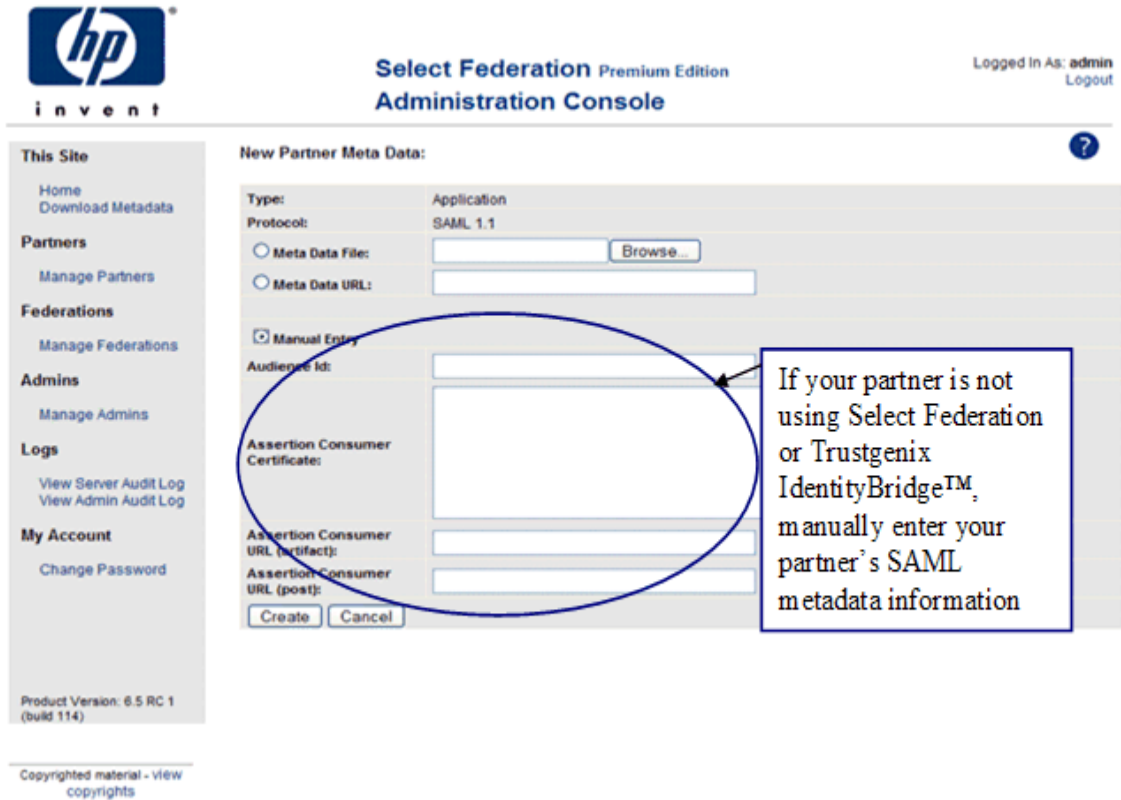 hp
invent
Select Federation Premium Edition
Administration Console
Logged In As: admin
Logout
This Site
Home
Download Metadata
Partners
Manage Partners
Federations
Manage Federations
Admins
Manage Admins
Logs
View Server Audit Log
View Admin Audit Log
My Account
Change Password
Product Version: 6.5 RC 1
(build 114)
Copyrighted material - view
copyrights
New Partner Meta Data:
?
Type: Application
Protocol: SAML 1.1
Meta Data File: Browse...
Meta Data URL:
Manual Entry
Audience Id:
Assertion Consumer
Certificate:
Assertion Consumer
URL (artifact):
Assertion Consumer
URL (post):
Create Cancel
If your partner is not
using Select Federation
or Trustgenix
IdentityBridge™,
manually enter your
partner's SAML
metadata information